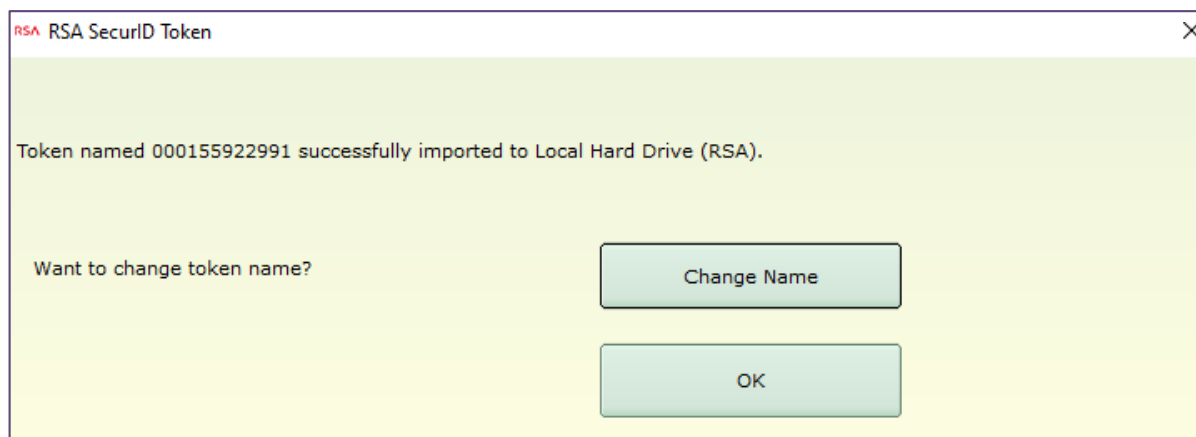 RSA RSA SecurID Token
Token named 000155922991 successfully imported to Local Hard Drive (RSA).
Want to change token name?
Change Name
OK